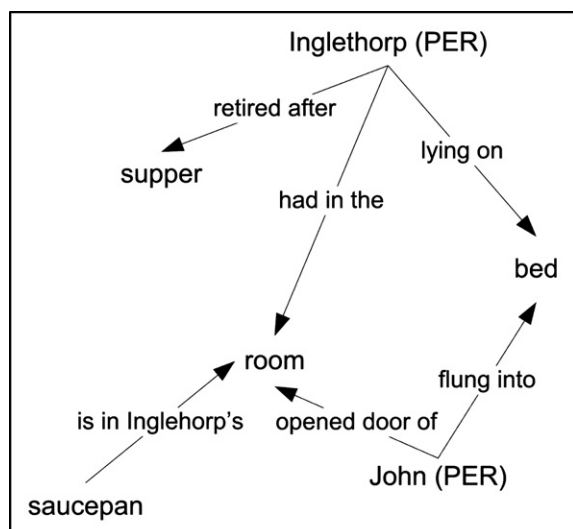 Inglethorp (PER)
retired after
lying on
supper
had in the
bed
room
flung into
is in Inglehorp's
opened door of
John (PER)
saucepan